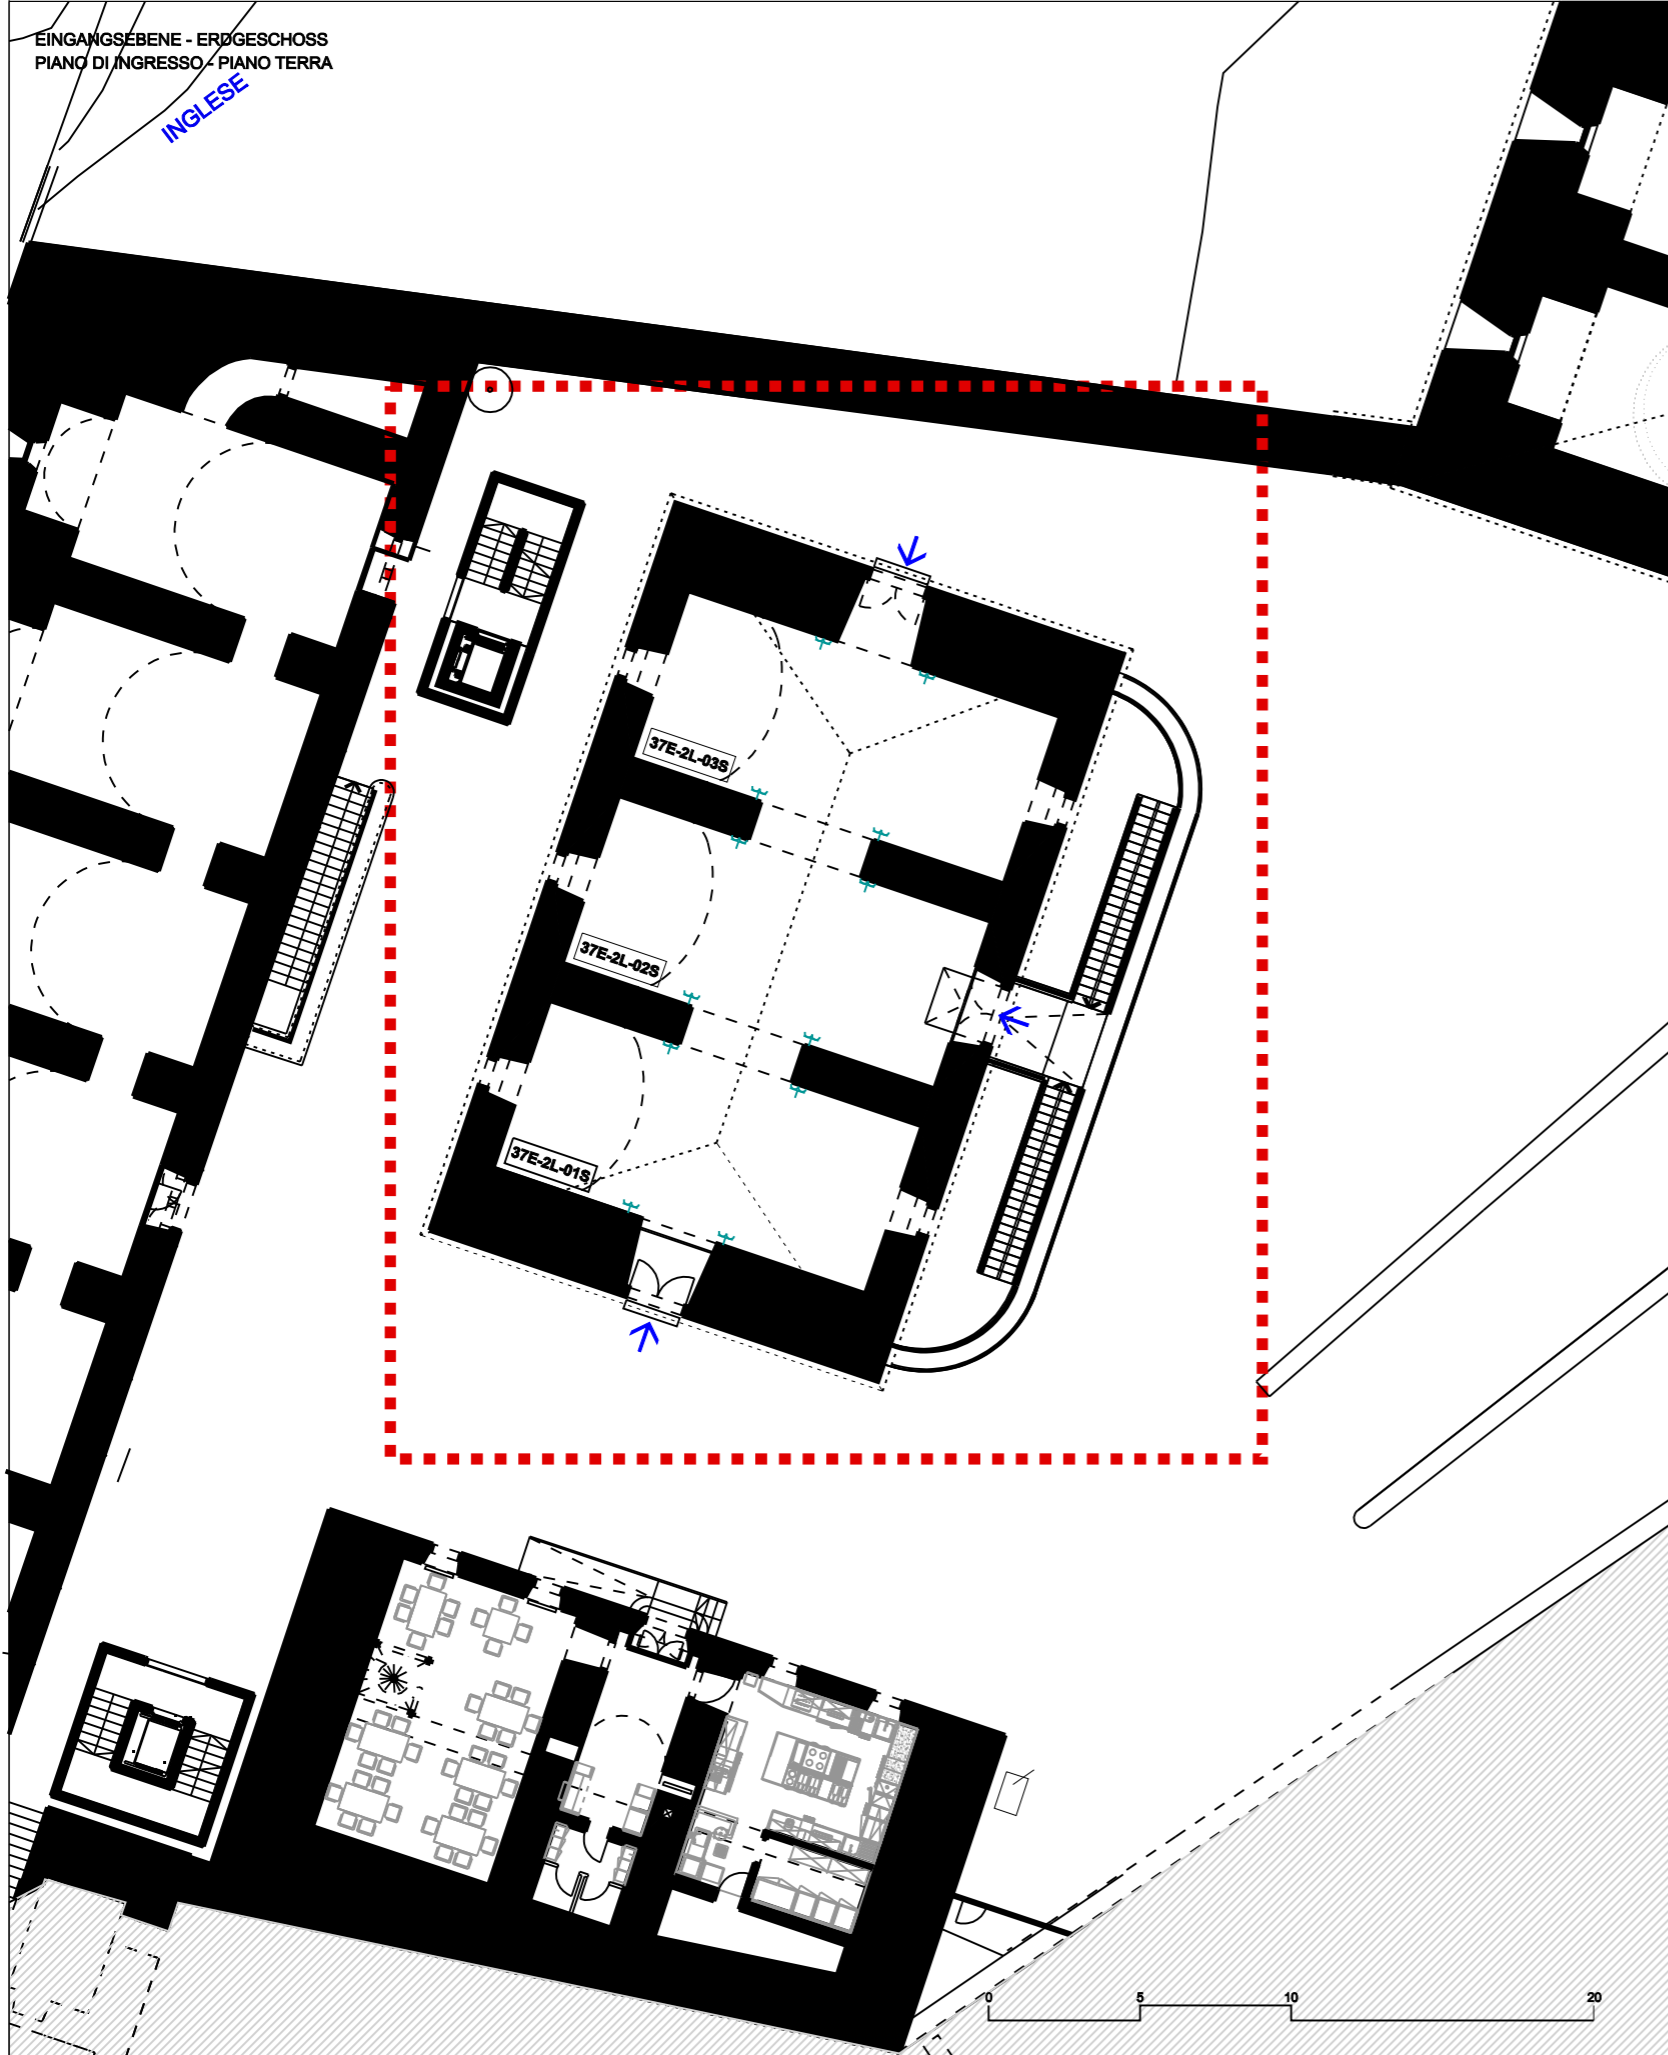 EINGANGSEBENE - ERDGESCHOSS
PIANO DI INGRESSO - PIANO TERRA
INGLESE
37E-2L-03S
37E-2L-02S
37E-2L-01S
0 5 10 20